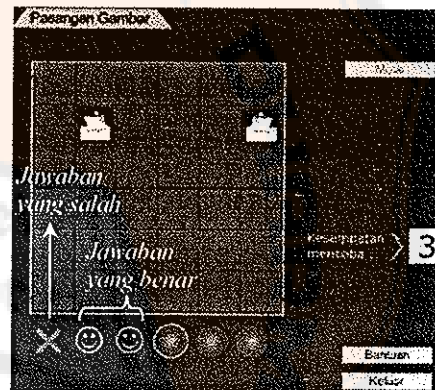 Pasangan Gambar
Mulai
Jawaban
yang salah
Jawaban
yang benar
Kesempatan
mencoba
3
Bantuan
Keluar